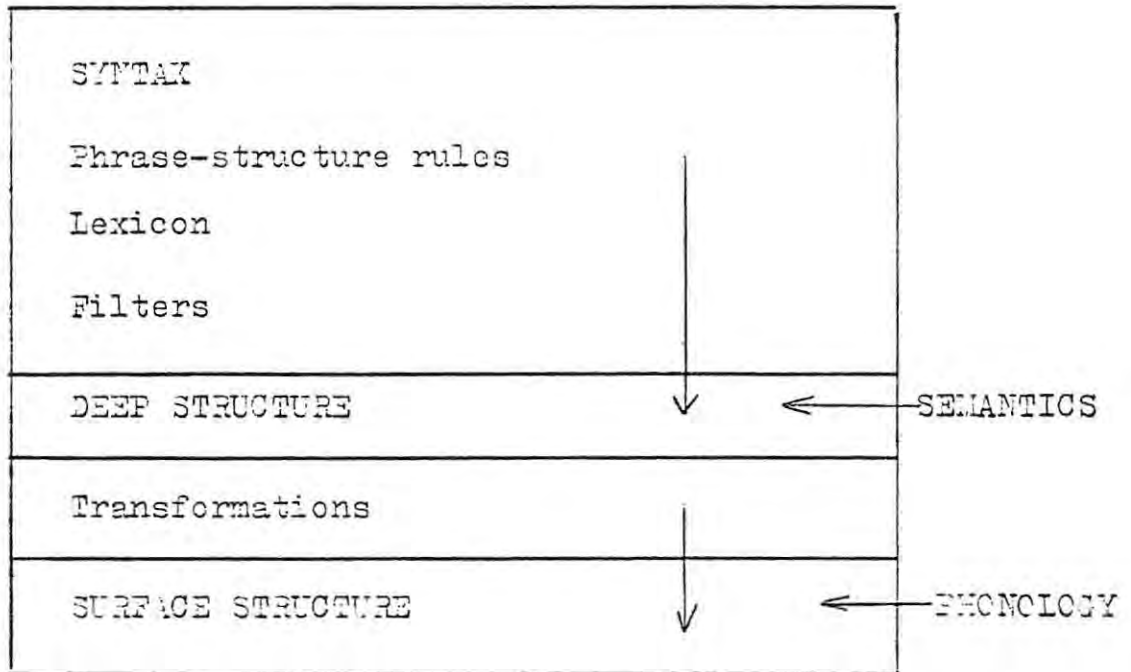 SYNTAX
Phrase-structure rules
Lexicon
Filters
DEEP STRUCTURE
SEMANTICS
Transformations
SURFACE STRUCTURE
PHONOLOGY